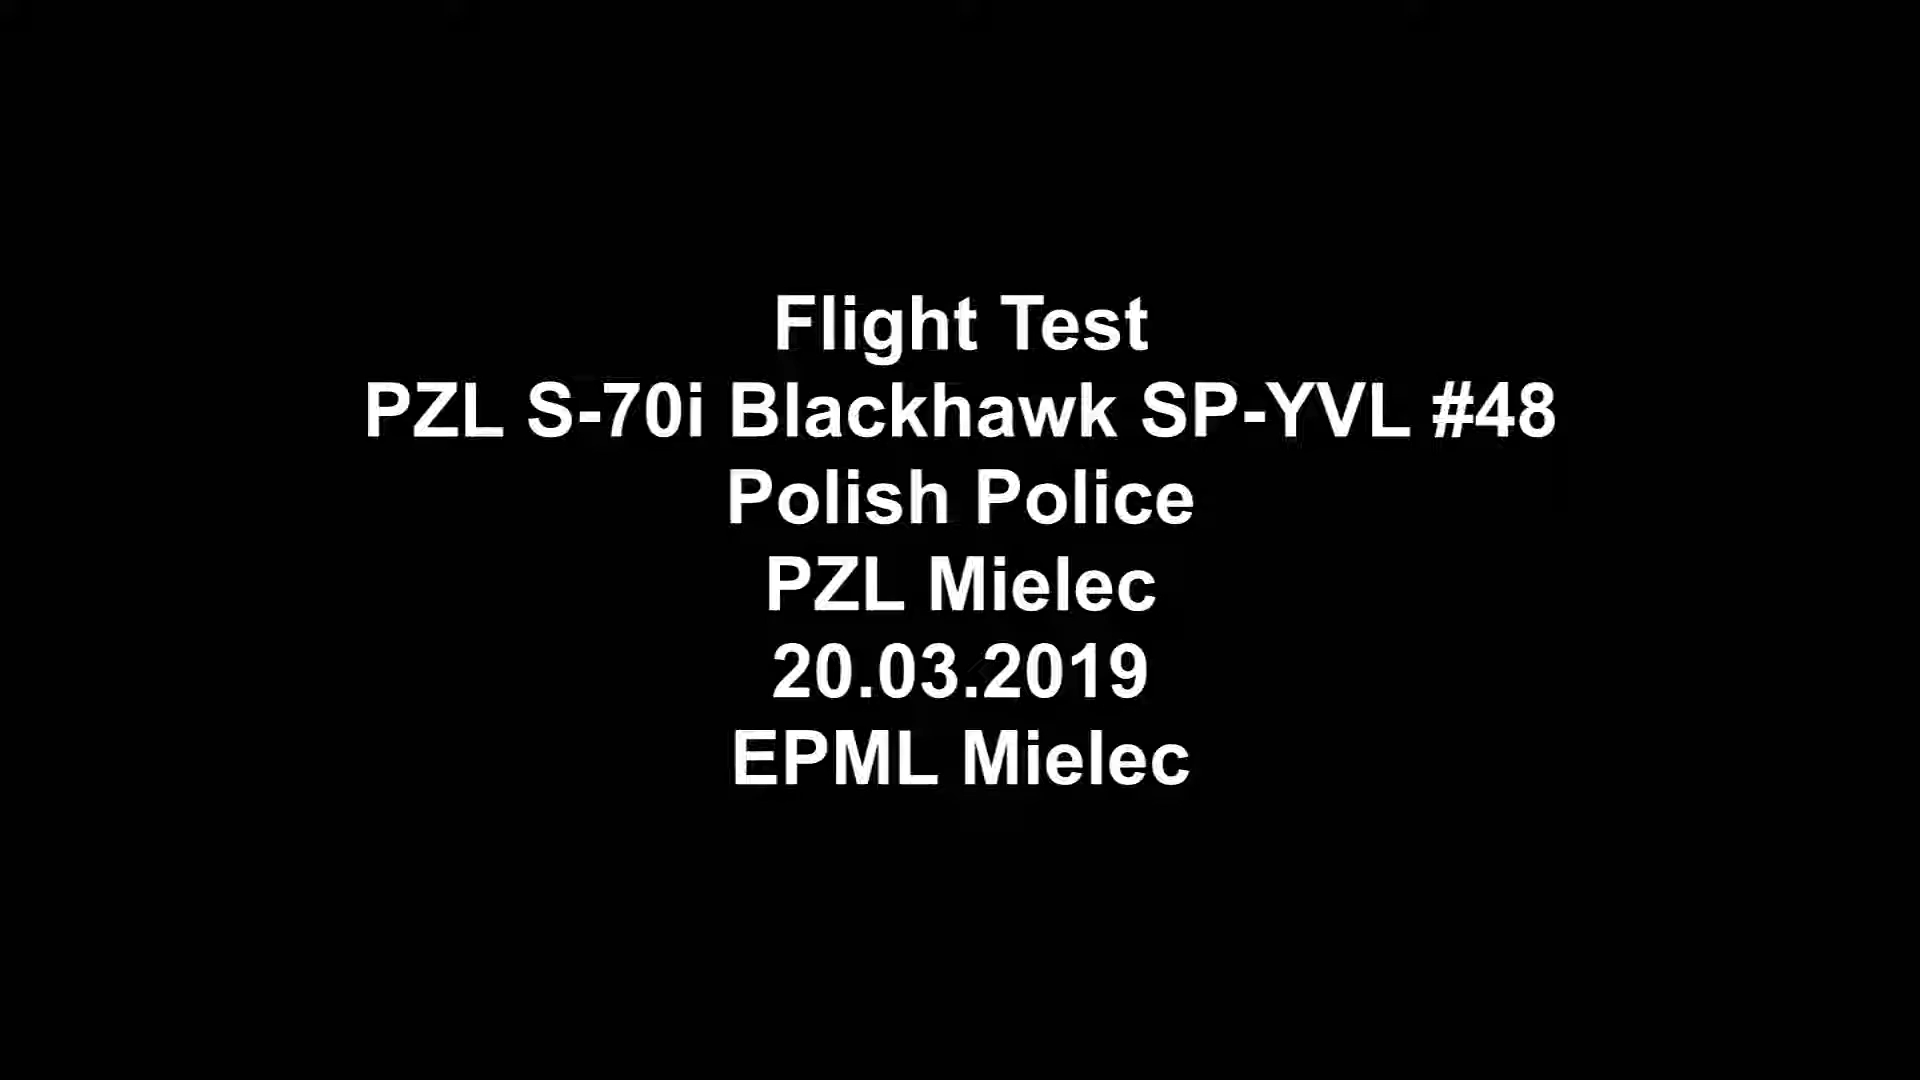 Flight Test
PZL S-70i Blackhawk SP-YVL #48
Polish Police
PZL Mielec
20.03.2019
EPML Mielec